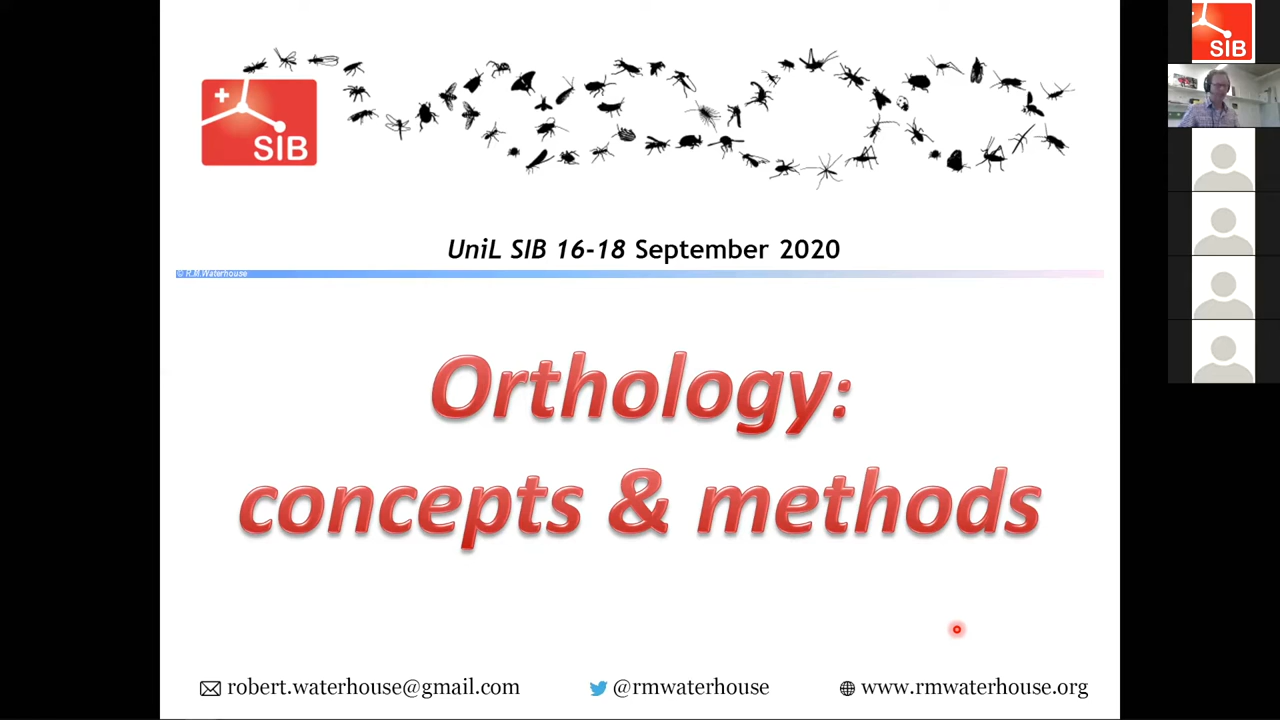 SIB
SIB
UniL SIB 16-18 September 2020
© R.M.Waterhouse
Orthology:
concepts & methods
robert.waterhouse@gmail.com
@rmwaterhouse
www.rmwaterhouse.org